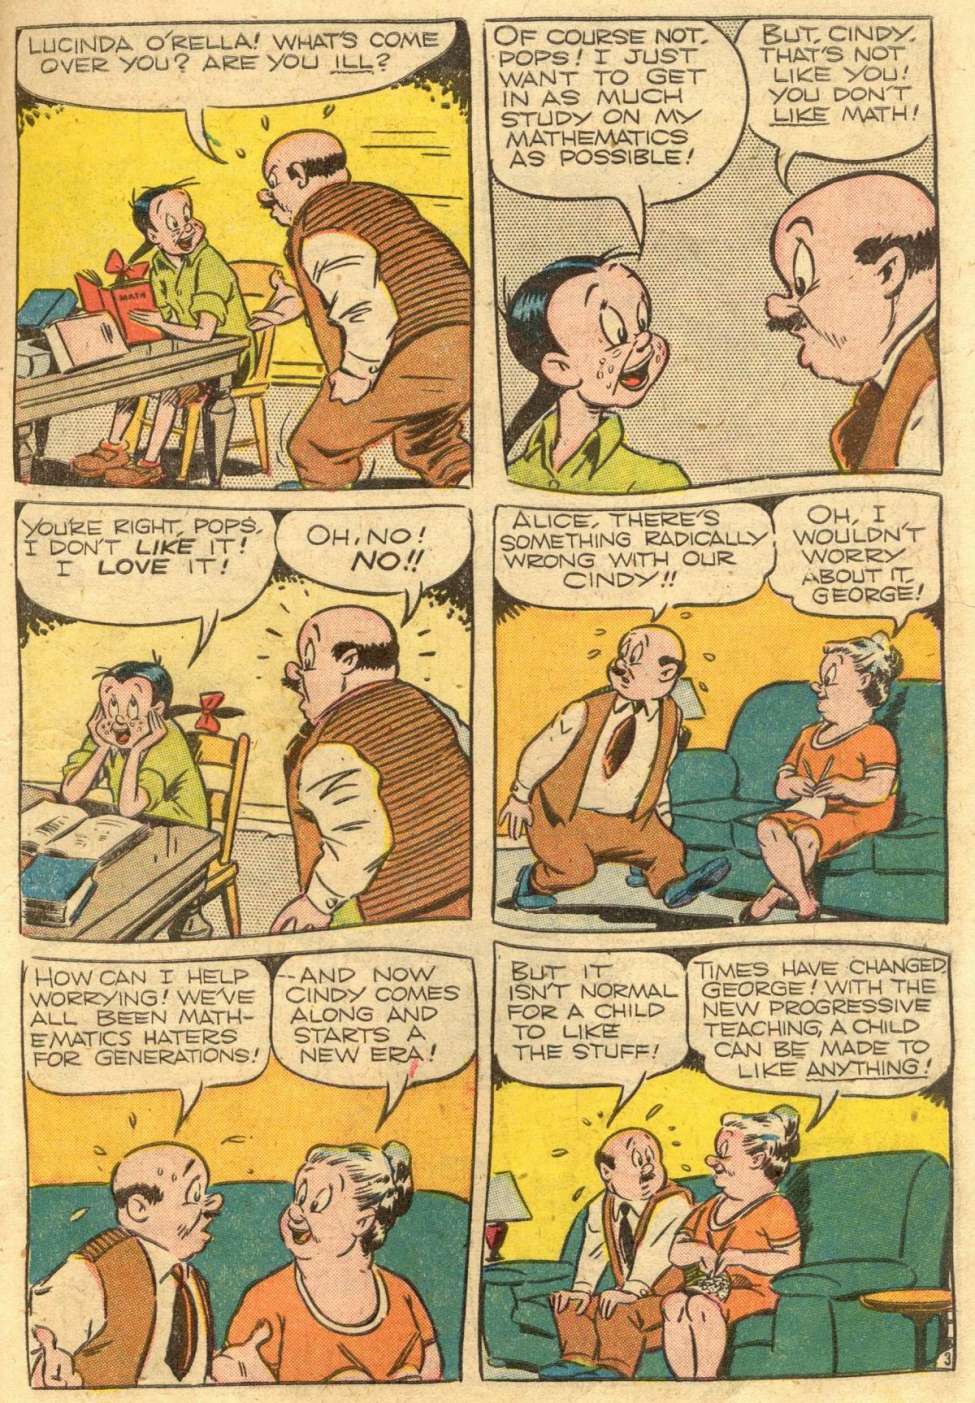 LUCINDA O'RELLA! WHAT'S COME
OVER YOU? ARE YOU ILL?
MATH
OF COURSE NOT,
POPS! I JUST
WANT TO GET
IN AS MUCH
STUDY ON MY
MATHEMATICS
AS POSSIBLE!
BUT, CINDY,
THAT'S NOT
LIKE YOU!
YOU DON'T
LIKE MATH!
YOU'RE RIGHT, POPS,
I DON'T LIKE IT!
I LOVE IT!
OH, NO!
NO!!
ALICE, THERE'S
SOMETHING RADICALLY
WRONG WITH OUR
CINDY!!
OH, I
WOULDN'T
WORRY
ABOUT IT,
GEORGE!
HOW CAN I HELP
WORRYING! WE'VE
ALL BEEN MATH-
EMATICS HATERS
FOR GENERATIONS!
--AND NOW
CINDY COMES
ALONG AND
STARTS A
NEW ERA!
BUT IT
ISN'T NORMAL
FOR A CHILD
TO LIKE
THE STUFF!
TIMES HAVE CHANGED,
GEORGE! WITH THE
NEW PROGRESSIVE
TEACHING, A CHILD
CAN BE MADE TO
LIKE ANYTHING!
3